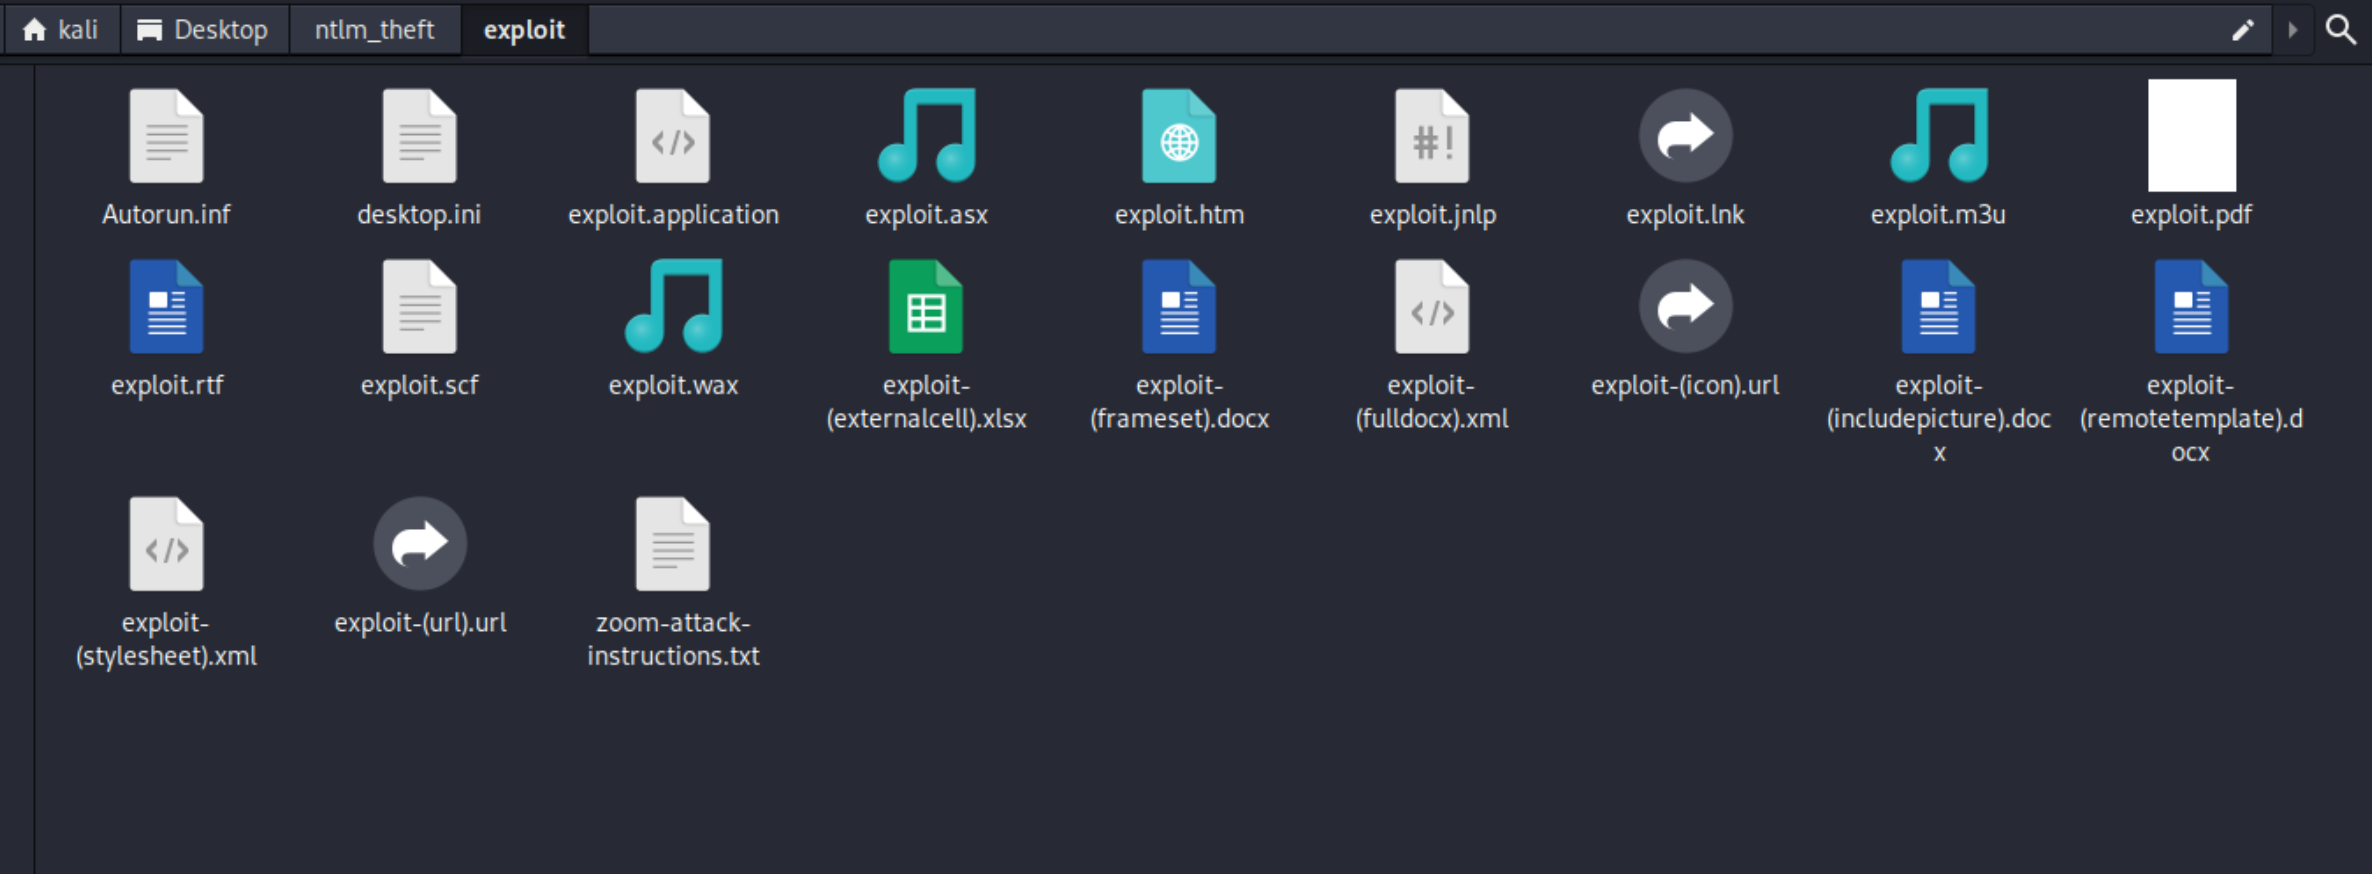 kali Desktop ntlm_theft exploit
Autorun.inf desktop.ini exploit.application exploit.asx exploit.htm exploit.jnlp exploit.lnk exploit.m3u exploit.pdf
exploit.rtf exploit.scf exploit.wax exploit- exploit- exploit- exploit-(icon).url exploit- exploit-
(externalcell).xlsx (frameset).docx (fulldocx).xml (includepicture).doc (remotetemplate).d
x ocx
exploit- exploit-(url).url zoom-attack-
(stylesheet).xml instructions.txt